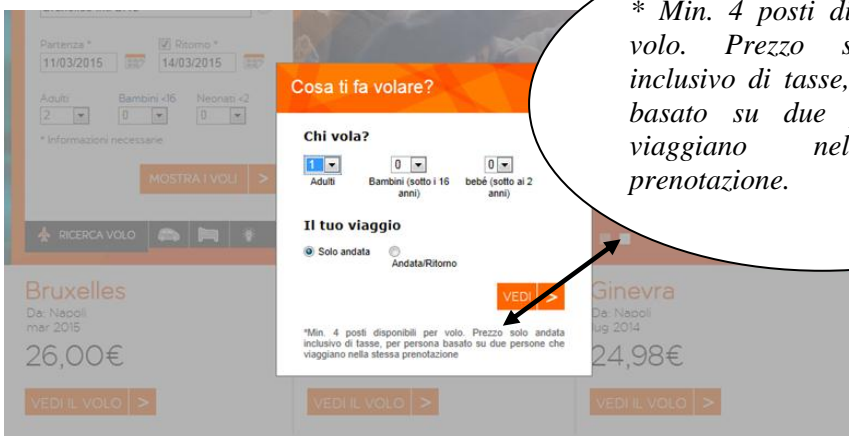 Partenza *
Ritorno *
11/03/2015
14/03/2015
Adulti
Bambini <16
Neonati <2
2
0
0
* Informazioni necessarie
MOSTRA I VOLI >
RICERCA VOLO
Bruxelles
Da: Napoli
mar 2015
26,00€
VEDI IL VOLO >
Cosa ti fa volare?
Chi vola?
1
0
0
Adulti
Bambini (sotto i 16
anni)
bebé (sotto ai 2
anni)
Il tuo viaggio
Solo andata
Andata/Ritorno
VEDI >
*Min. 4 posti disponibili per volo. Prezzo solo andata
inclusivo di tasse, per persona basato su due persone che
viaggiano nella stessa prenotazione
VEDI IL VOLO >
* Min. 4 posti di
volo. Prezzo s
inclusivo di tasse,
basato su due
viaggiano nel
prenotazione.
Ginevra
Da: Napoli
lug 2014
24,98€
VEDI IL VOLO >